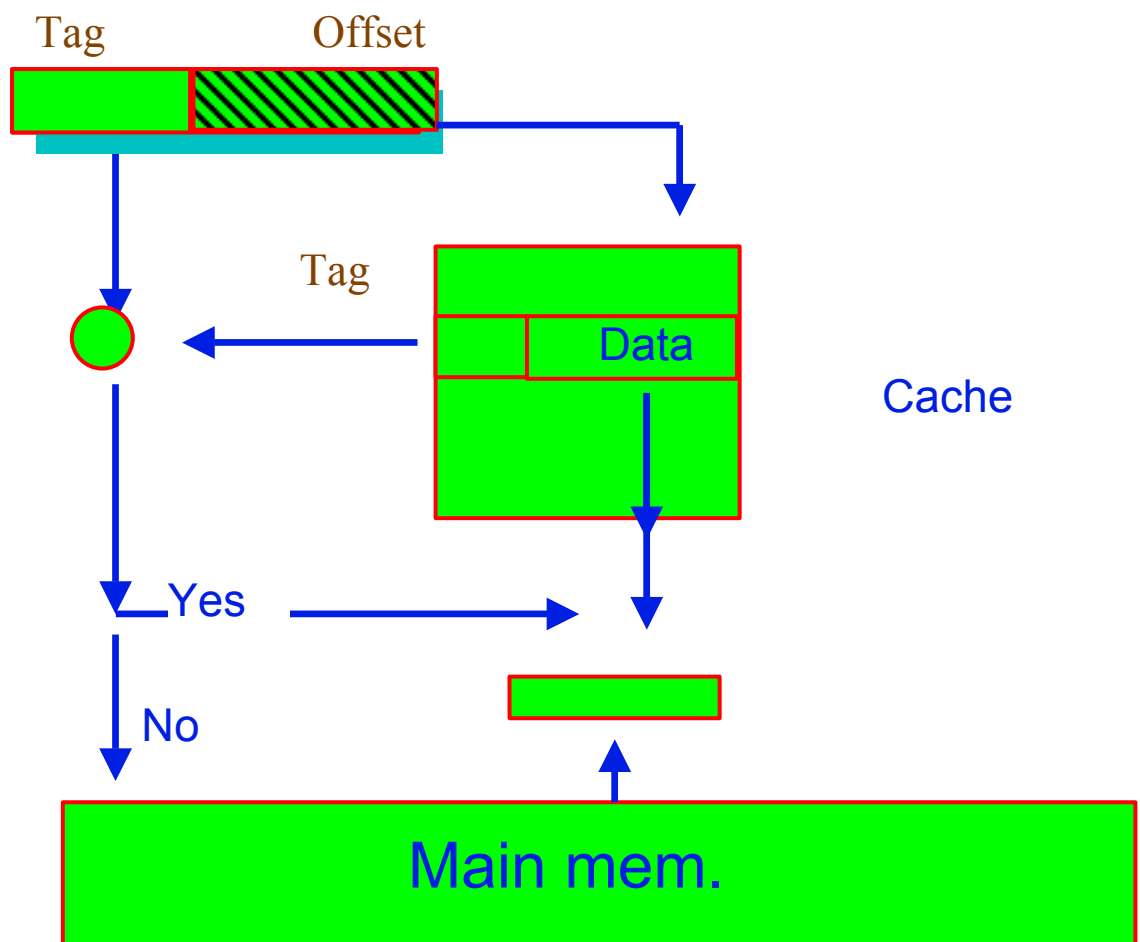 Tag Offset
Tag
Data
Cache
Yes
No
Main mem.